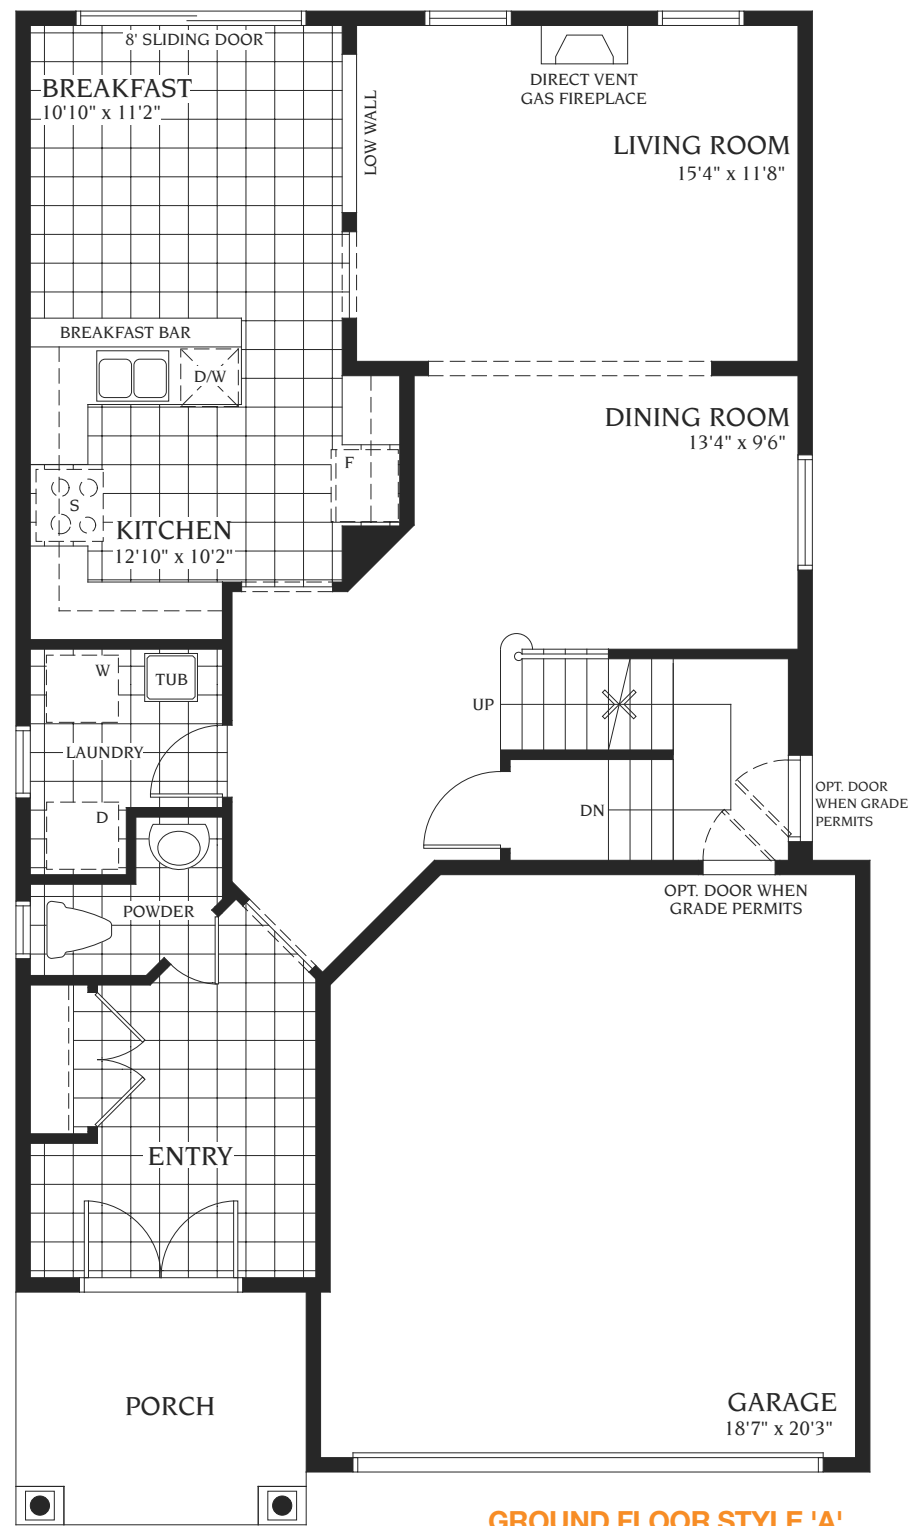 8' SLIDING DOOR
BREAKFAST
10'10" x 11'2"
LOW WALL
DIRECT VENT
GAS FIREPLACE
LIVING ROOM
15'4" x 11'8"
BREAKFAST BAR
D/W
DINING ROOM
13'4" x 9'6"
F
S
KITCHEN
12'10" x 10'2"
W
TUB
UP
LAUNDRY
D
DN
OPT. DOOR
WHEN GRADE
PERMITS
OPT. DOOR WHEN
GRADE PERMITS
POWDER
ENTRY
PORCH
GARAGE
18'7" x 20'3"
GROUND FLOOR STYLE 'A'